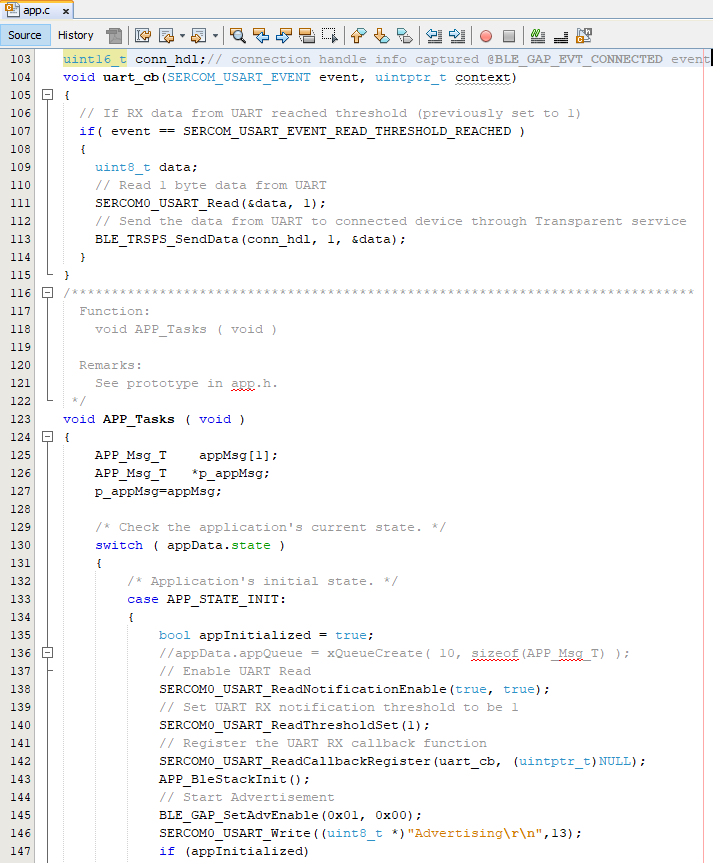 app.c x
Source History
103 uint16_t conn_hdl;// connection handle info captured @BLE_GAP_EVT_CONNECTED event
104 void uart_cb(SERCOM_USART_EVENT event, uintptr_t context)
105 {
106 // If RX data from UART reached threshold (previously set to 1)
107 if( event == SERCOM_USART_EVENT_READ_THRESHOLD_REACHED )
108 {
109 uint8_t data;
110 // Read 1 byte data from UART
111 SERCOM0_USART_Read(&data, 1);
112 // Send the data from UART to connected device through Transparent service
113 BLE_TRSPS_SendData(conn_hdl, 1, &data);
114 }
115 }
116 /*******************************************************************************
117 Function:
118 void APP_Tasks ( void )
119
120 Remarks:
121 See prototype in app.h.
122 */
123 void APP_Tasks ( void )
124 {
125 APP_Msg_T    appMsg[1];
126 APP_Msg_T   *p_appMsg;
127 p_appMsg=appMsg;
128
129 /* Check the application's current state. */
130 switch ( appData.state )
131 {
132 /* Application's initial state. */
133 case APP_STATE_INIT:
134 {
135 bool appInitialized = true;
136 //appData.appQueue = xQueueCreate( 10, sizeof(APP_Msg_T) );
137 // Enable UART Read
138 SERCOM0_USART_ReadNotificationEnable(true, true);
139 // Set UART RX notification threshold to be 1
140 SERCOM0_USART_ReadThresholdSet(1);
141 // Register the UART RX callback function
142 SERCOM0_USART_ReadCallbackRegister(uart_cb, (uintptr_t)NULL);
143 APP_BleStackInit();
144 // Start Advertisement
145 BLE_GAP_SetAdvEnable(0x01, 0x00);
146 SERCOM0_USART_Write((uint8_t *)"Advertising\r\n",13);
147 if (appInitialized)